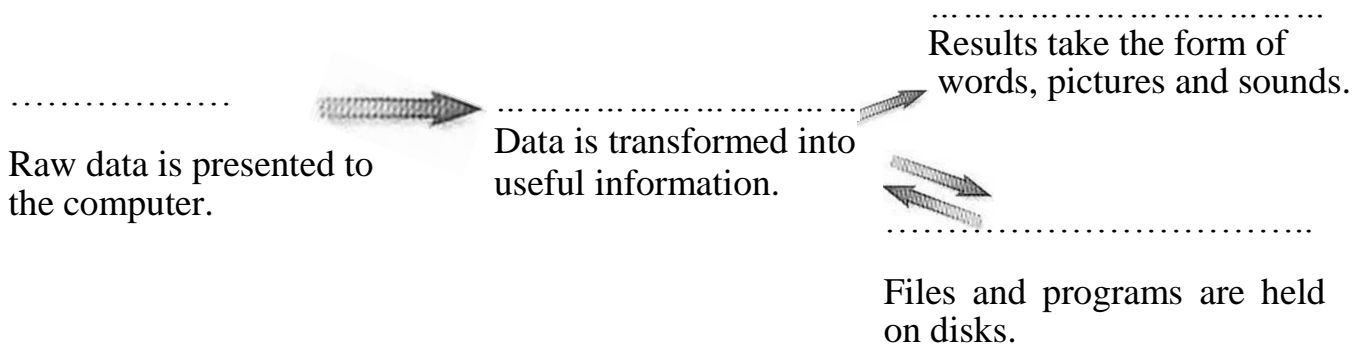 ………………
Raw data is presented to
the computer.
………………………………
Data is transformed into
useful information.
…………………………………
Results take the form of
words, pictures and sounds.
……………………………..
Files and programs are held
on disks.